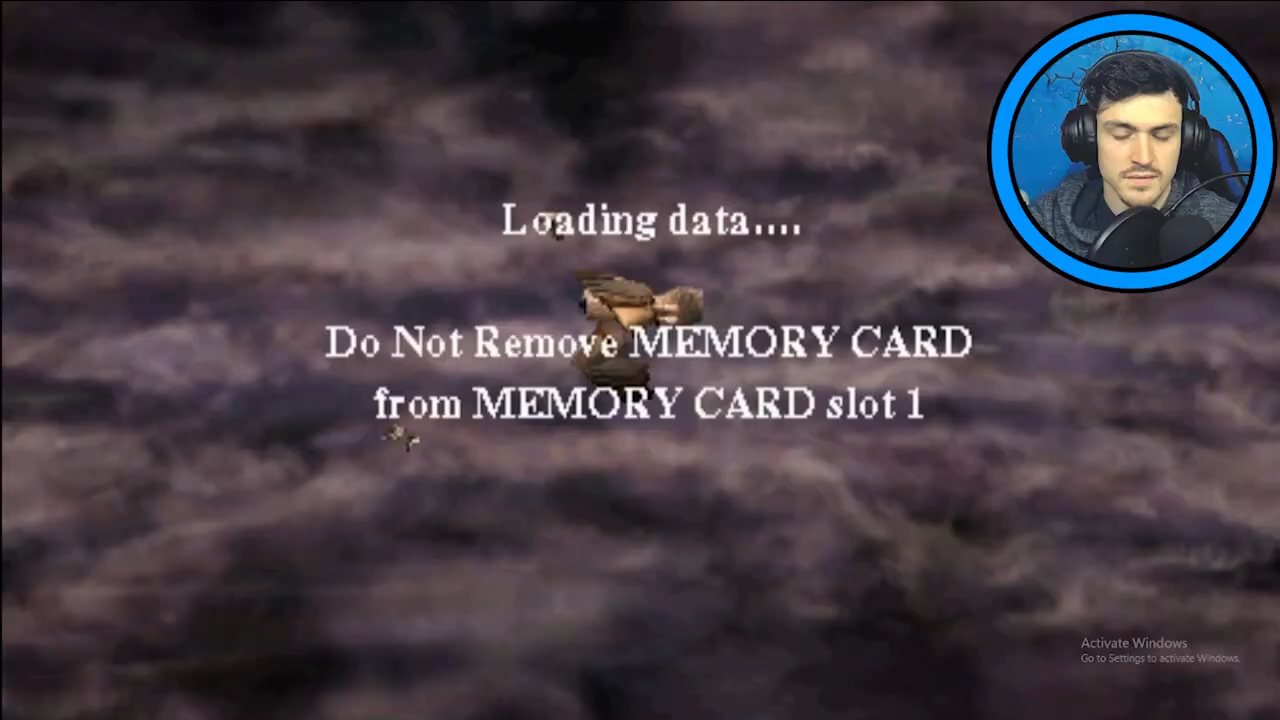 Loading data....
Do Not Remove MEMORY CARD
from MEMORY CARD slot 1
Activate Windows
Go to Settings to activate Windows.